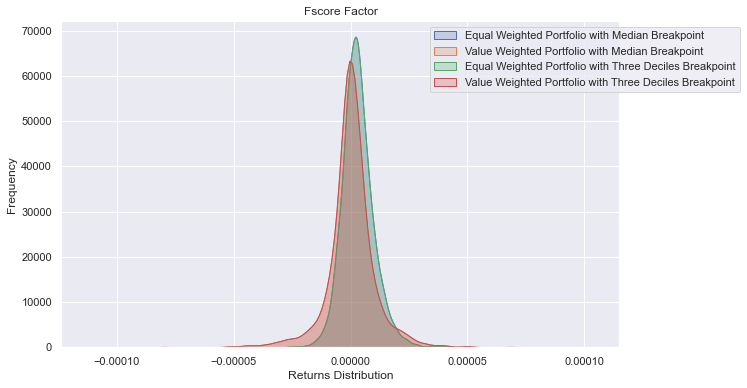 Fscore Factor
Equal Weighted Portfolio with Median Breakpoint
Value Weighted Portfolio with Median Breakpoint
Equal Weighted Portfolio with Three Deciles Breakpoint
Value Weighted Portfolio with Three Deciles Breakpoint
70000
60000
50000
40000
30000
20000
10000
0
Frequency
−0.00010 −0.00005 0.00000 0.00005 0.00010
Returns Distribution